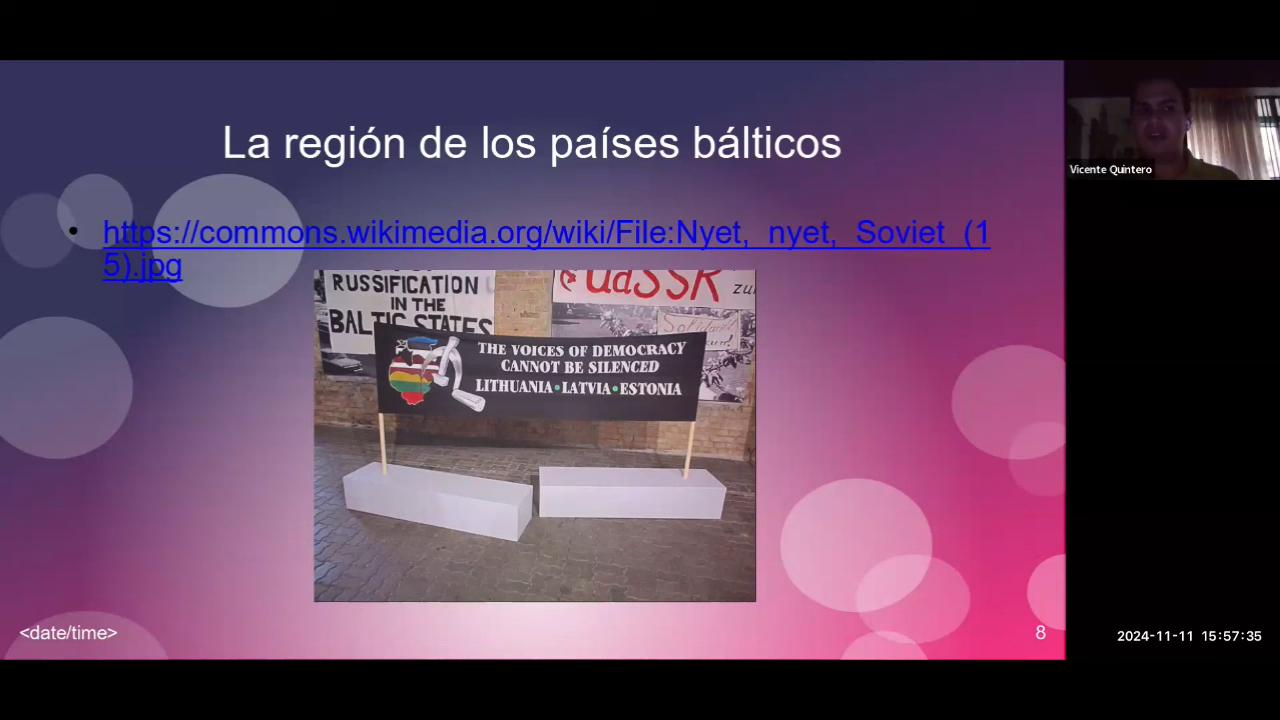 La región de los países bálticos
• https://commons.wikimedia.org/wiki/File:Nyet,_nyet,_Soviet_(1
5).jpg
RUSSIFICATION
IN THE
BALTIC STATES
UdSSR
zu
THE VOICES OF DEMOCRACY
CANNOT BE SILENCED
LITHUANIA•LATVIA•ESTONIA
<date/time>
8
Vicente Quintero
2024-11-11 15:57:35